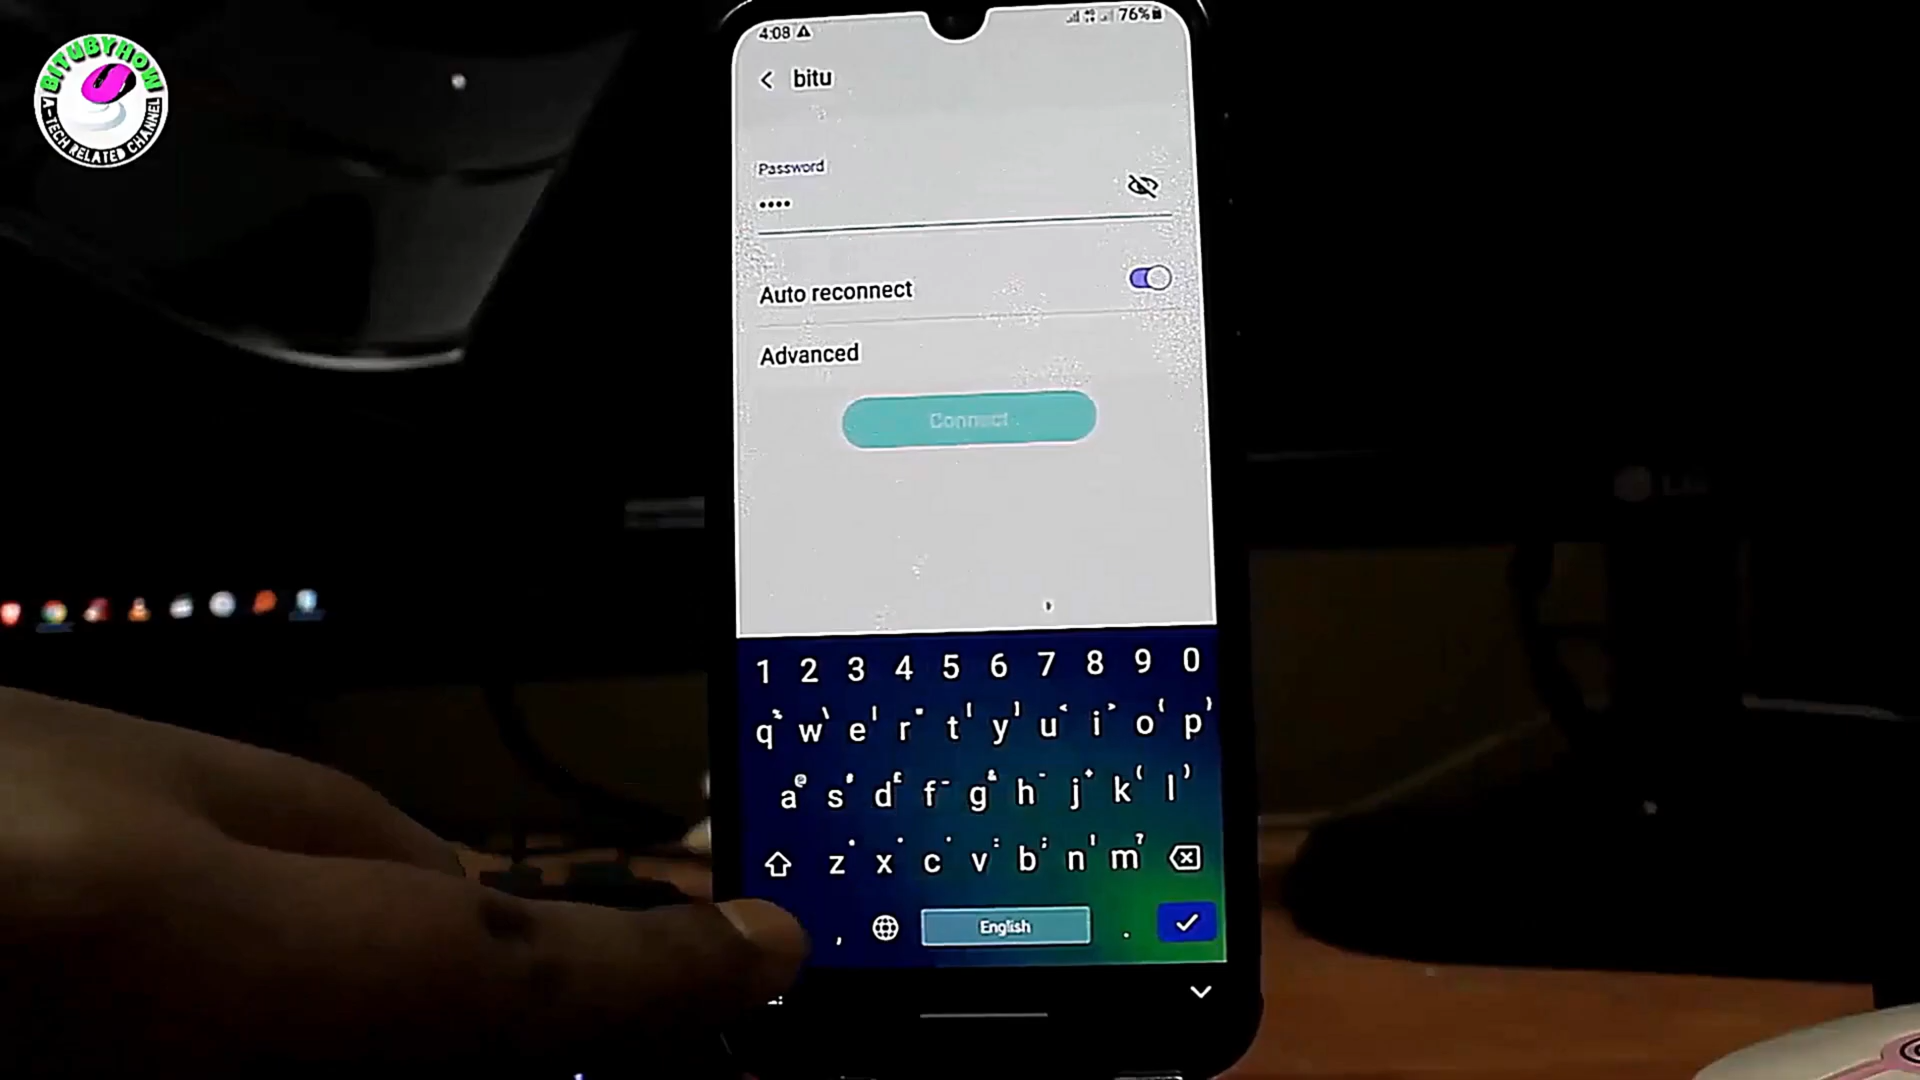 BITUBYHOW
A-TECH RELATED CHANNEL
4:08 76%
bitu
Password
••••
Auto reconnect
Advanced
Connect
1 2 3 4 5 6 7 8 9 0
q w e r t y u i o p
a s d f g h j k l
z x c v b n m
, English .
LG